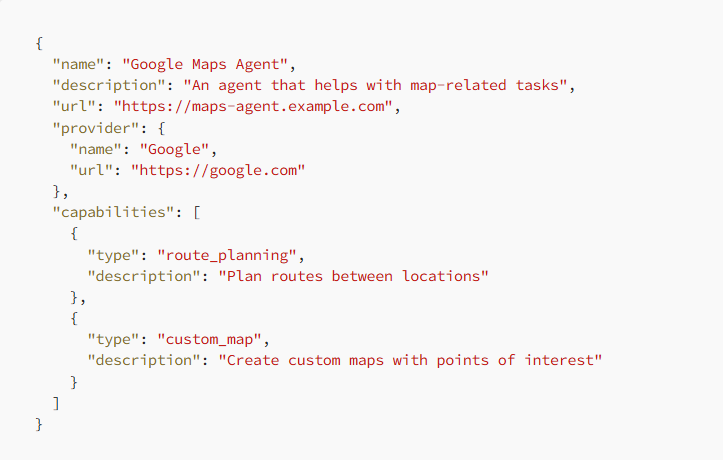 {
  "name": "Google Maps Agent",
  "description": "An agent that helps with map-related tasks",
  "url": "https://maps-agent.example.com",
  "provider": {
    "name": "Google",
    "url": "https://google.com"
  },
  "capabilities": [
    {
      "type": "route_planning",
      "description": "Plan routes between locations"
    },
    {
      "type": "custom_map",
      "description": "Create custom maps with points of interest"
    }
  ]
}